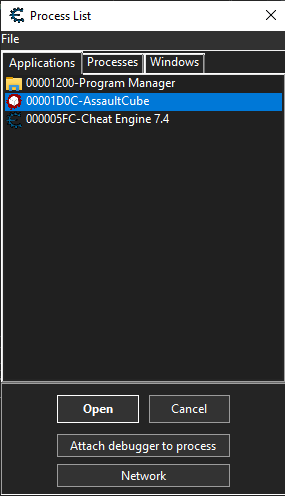 Process List
File
Applications Processes Windows
00001200-Program Manager
00001D0C-AssaultCube
000005FC-Cheat Engine 7.4
Open Cancel
Attach debugger to process
Network